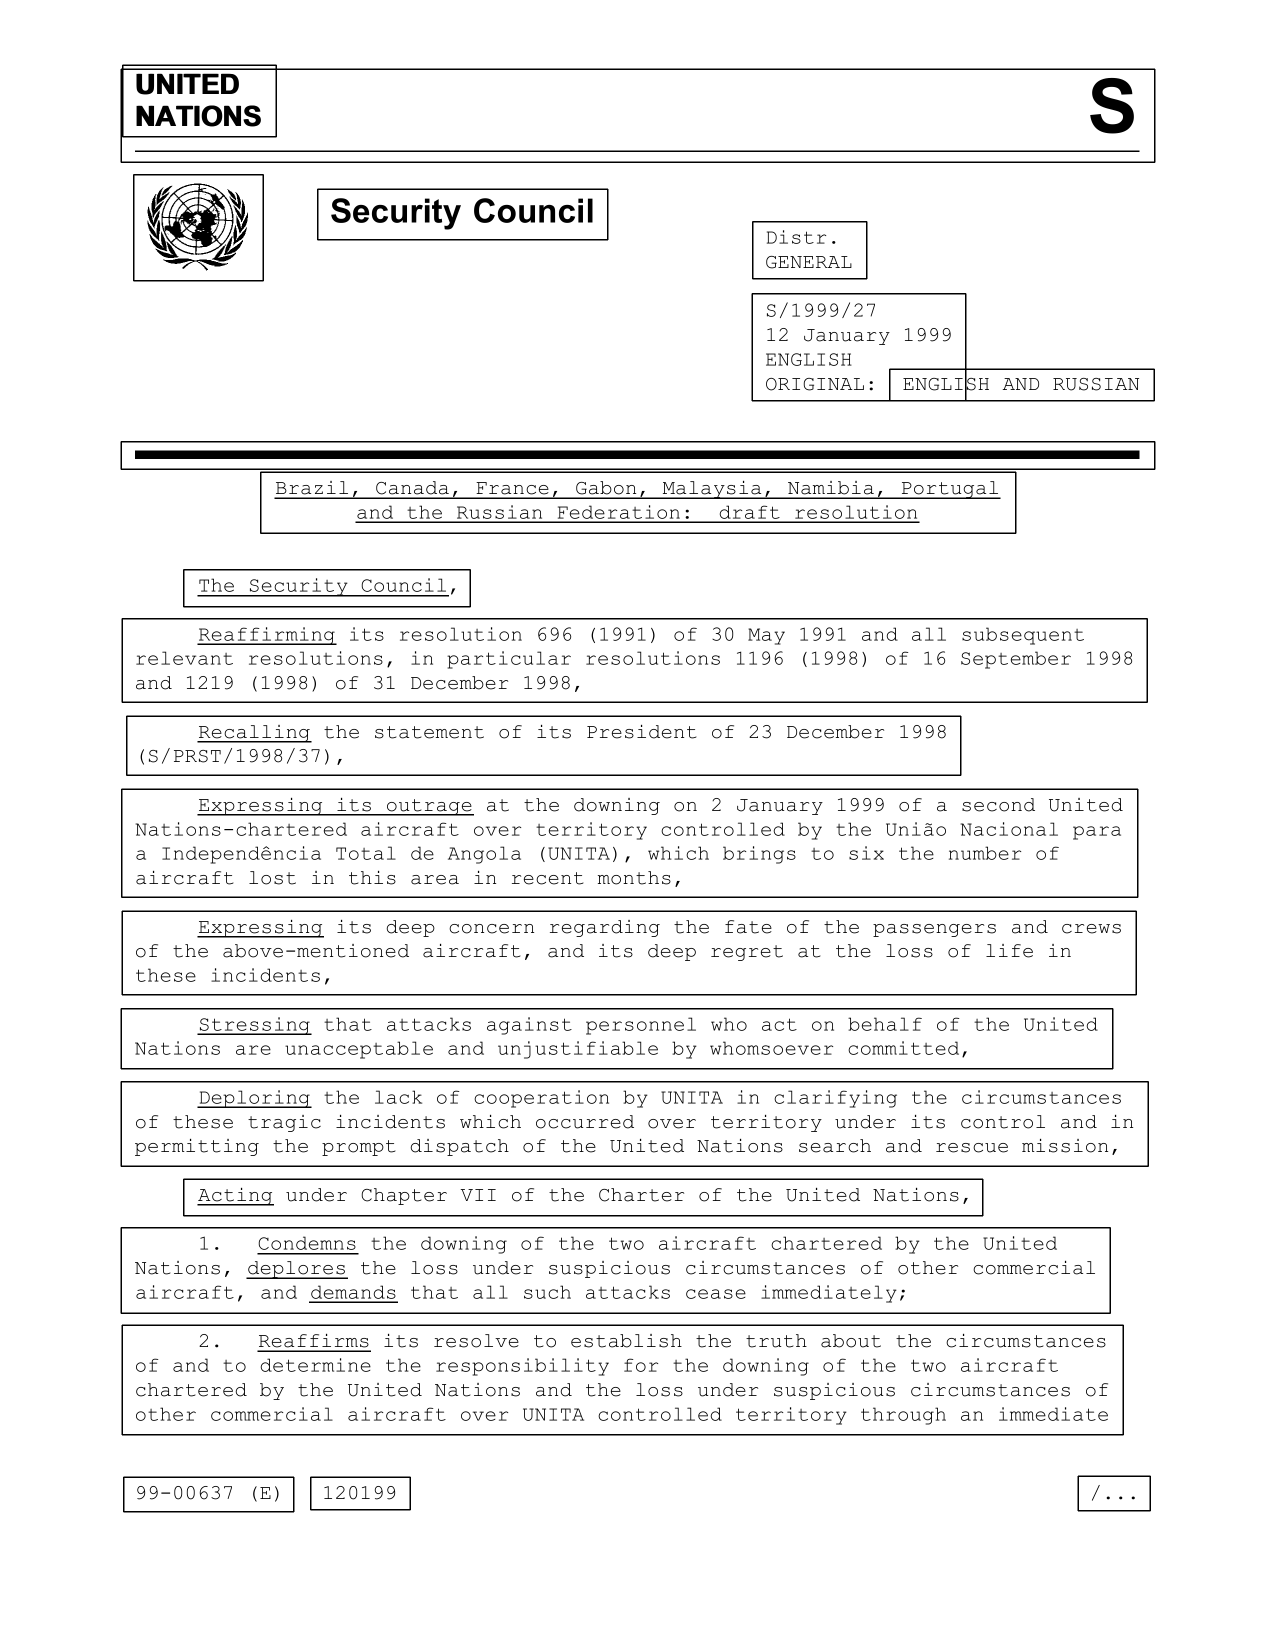 UNITED
NATIONS
S
Security Council
Distr.
GENERAL
S/1999/27
12 January 1999
ENGLISH
ORIGINAL: ENGLISH AND RUSSIAN
Brazil, Canada, France, Gabon, Malaysia, Namibia, Portugal
and the Russian Federation: draft resolution
The Security Council,
Reaffirming its resolution 696 (1991) of 30 May 1991 and all subsequent
relevant resolutions, in particular resolutions 1196 (1998) of 16 September 1998
and 1219 (1998) of 31 December 1998,
Recalling the statement of its President of 23 December 1998
(S/PRST/1998/37),
Expressing its outrage at the downing on 2 January 1999 of a second United
Nations-chartered aircraft over territory controlled by the União Nacional para
a Independência Total de Angola (UNITA), which brings to six the number of
aircraft lost in this area in recent months,
Expressing its deep concern regarding the fate of the passengers and crews
of the above-mentioned aircraft, and its deep regret at the loss of life in
these incidents,
Stressing that attacks against personnel who act on behalf of the United
Nations are unacceptable and unjustifiable by whomsoever committed,
Deploring the lack of cooperation by UNITA in clarifying the circumstances
of these tragic incidents which occurred over territory under its control and in
permitting the prompt dispatch of the United Nations search and rescue mission,
Acting under Chapter VII of the Charter of the United Nations,
1. Condemns the downing of the two aircraft chartered by the United
Nations, deplores the loss under suspicious circumstances of other commercial
aircraft, and demands that all such attacks cease immediately;
2. Reaffirms its resolve to establish the truth about the circumstances
of and to determine the responsibility for the downing of the two aircraft
chartered by the United Nations and the loss under suspicious circumstances of
other commercial aircraft over UNITA controlled territory through an immediate
99-00637 (E) 120199 /...